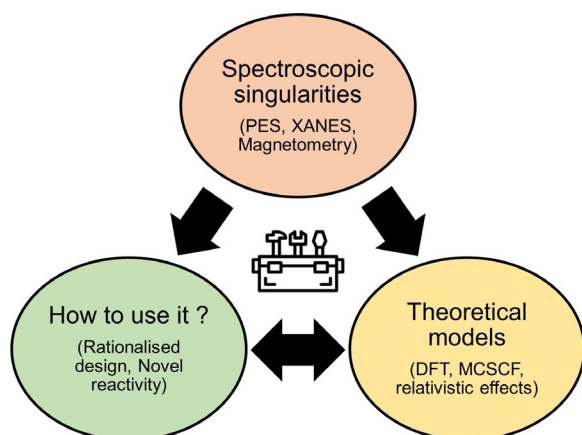 Spectroscopic
singularities
(PES, XANES,
Magnetometry)
How to use it ?
(Rationalised
design, Novel
reactivity)
Theoretical
models
(DFT, MCSCF,
relativistic effects)